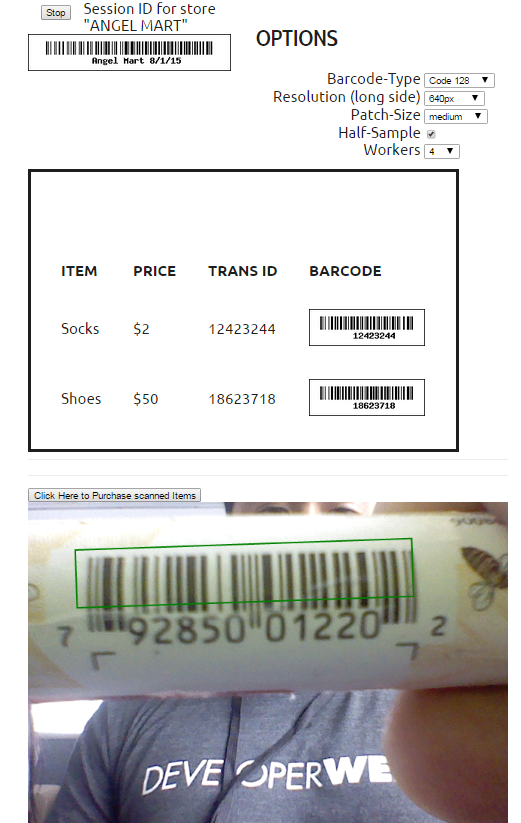 Stop
Session ID for store
"ANGEL MART"
Angel Mart 8/1/15
OPTIONS
Barcode-Type Code 128
Resolution (long side) 640px
Patch-Size medium
Half-Sample
Workers 4
ITEM PRICE TRANS ID BARCODE
Socks $2 12423244 12423244
Shoes $50 18623718 18623718
Click Here to Purchase scanned Items
7 92850 01220 2
DEVELOPERWE